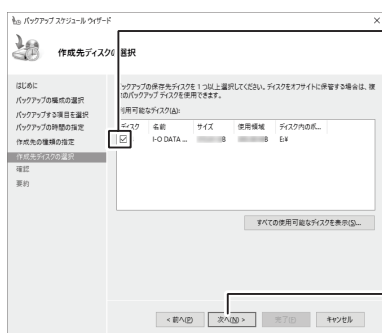 バックアップ スケジュール ウィザード
作成先ディスクの選択
はじめに
バックアップの構成の選択
バックアップする項目を選択
バックアップの時間の指定
作成先の種類の指定
作成先ディスクの選択
確認
要約
バックアップの保存先ディスクを 1 つ以上選択してください。ディスクをオフサイトに保管する場合は、複
数のバックアップ ディスクを使用できます。
利用可能なディスク(A):
ディスク 名前 サイズ 使用領域 ディスク内のボ...
I-O DATA ... B B E:¥
すべての使用可能なディスクを表示(S)...
< 前へ(P) 次へ(N) > 完了(F) キャンセル